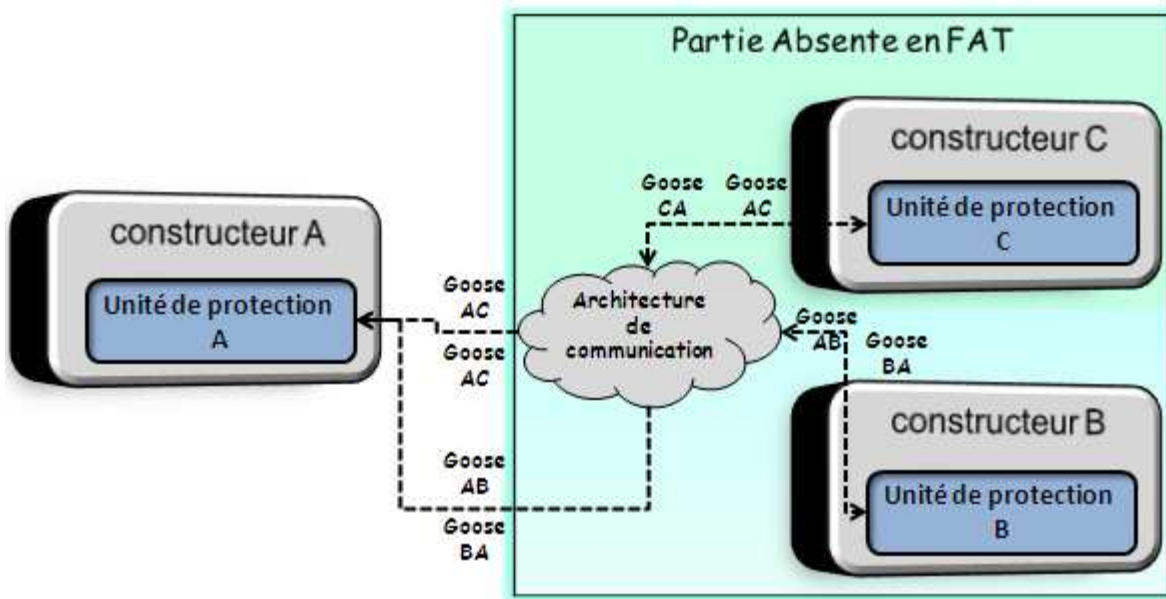 Partie Absente en FAT
constructeur C
Unité de protection
C
Goose
CA
Goose
AC
constructeur A
Unité de protection
A
Goose
AC
Goose
AC
Architecture
de
communication
Goose
AB
Goose
BA
constructeur B
Unité de protection
B
Goose
AB
Goose
BA